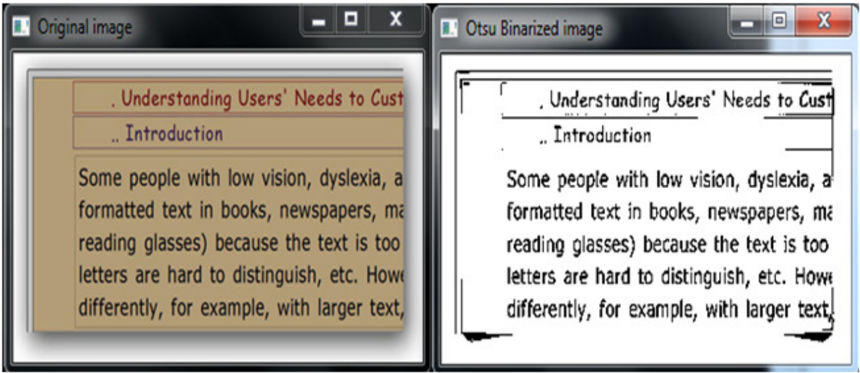 Original image
. Understanding Users' Needs to Cust
.. Introduction
Some people with low vision, dyslexia, a
formatted text in books, newspapers, ma
reading glasses) because the text is too
letters are hard to distinguish, etc. Howe
differently, for example, with larger text,
Otsu Binarized image
. Understanding Users' Needs to Cust
.. Introduction
Some people with low vision, dyslexia, a
formatted text in books, newspapers, ma
reading glasses) because the text is too
letters are hard to distinguish, etc. Howe
differently, for example, with larger text,